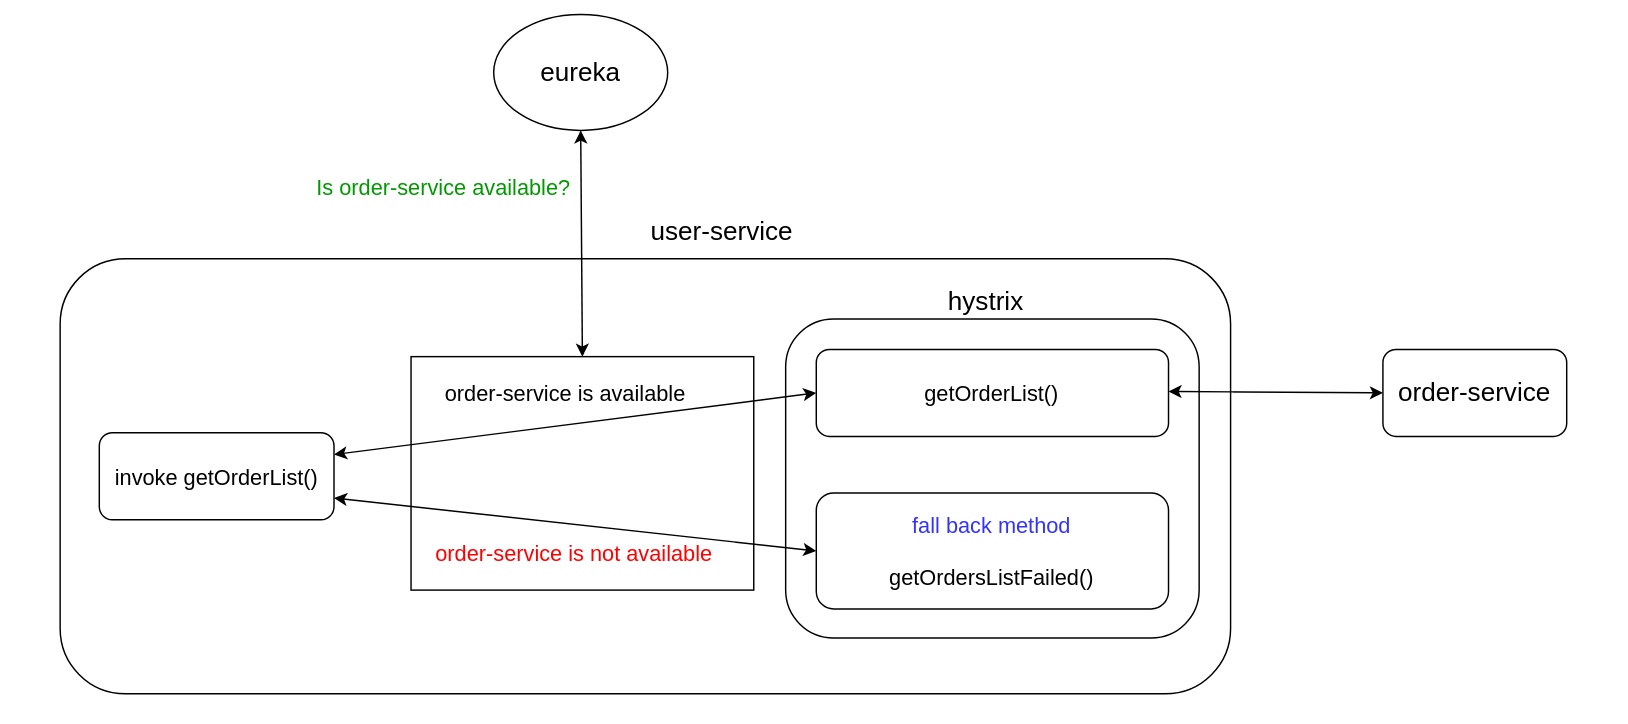 eureka
Is order-service available?
user-service
hystrix
order-service is available
getOrderList()
order-service
invoke getOrderList()
fall back method
order-service is not available
getOrdersListFailed()